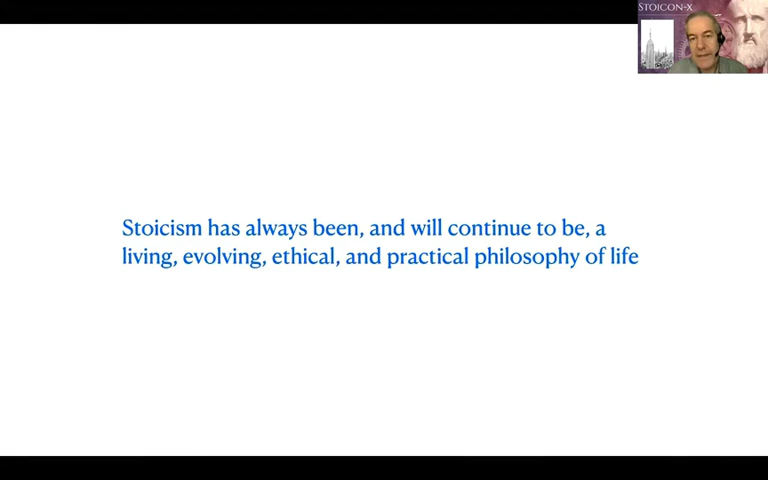 STOICON-X
Stoicism has always been, and will continue to be, a
living, evolving, ethical, and practical philosophy of life